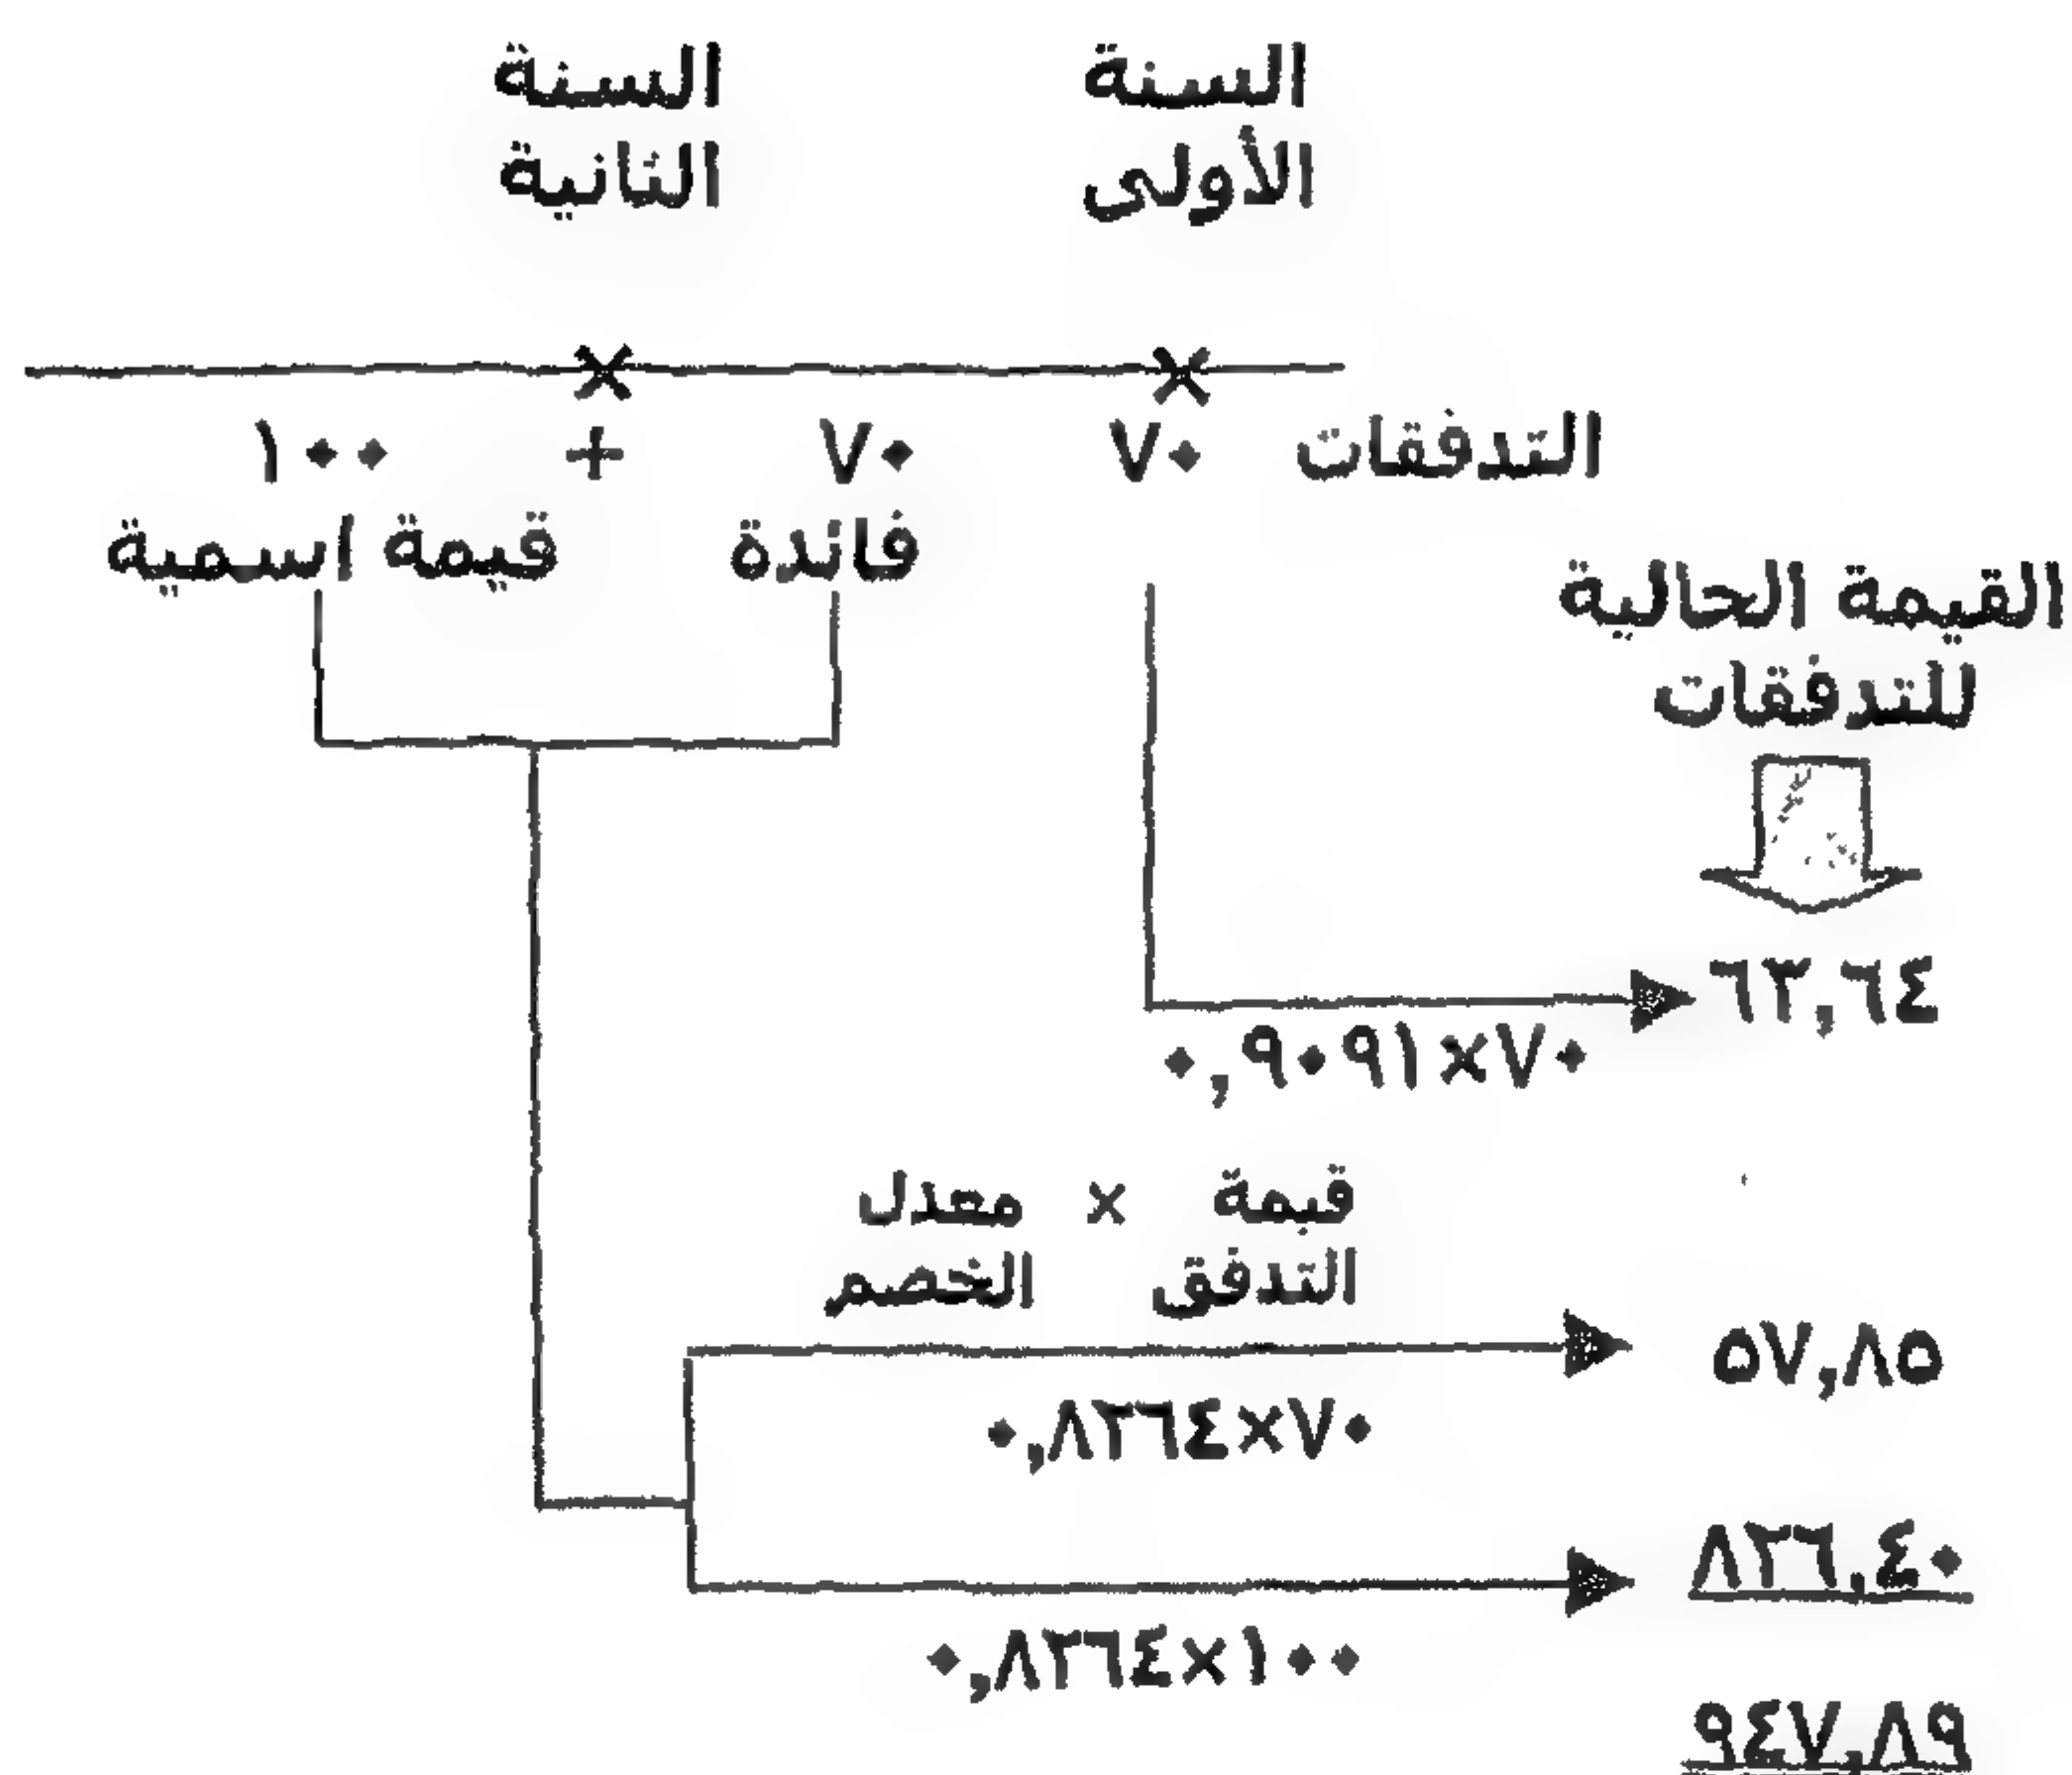 السنة الأولى
السنة الثانية
التدفقات ٧٠ ٧٠ + ١٠٠
فائدة قيمة اسمية
القيمة الحالية
للتدفقات
٦٣,٦٤
٠,٩٠٩١×٧٠
قيمة × معدل
التدفق الخصم
٥٧,٨٥
٠,٨٢٦٤×٧٠
٨٢٦,٤٠
٠,٨٢٦٤×١٠٠
٩٤٧,٨٩